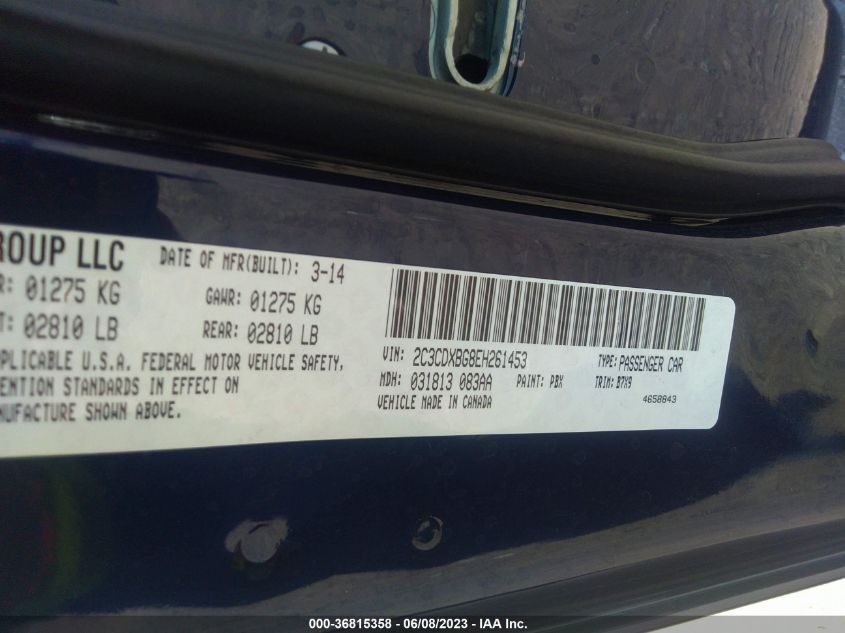 ROUP LLC DATE OF MFR(BUILT): 3-14
R: 01275 KG GAWR: 01275 KG
T: 02810 LB REAR: 02810 LB
PPLICABLE U.S.A. FEDERAL MOTOR VEHICLE SAFETY,
ENTION STANDARDS IN EFFECT ON
NUFACTURE SHOWN ABOVE.
VIN: 2C3CDXBG8EH261453 TYPE: PASSENGER CAR
MDH: 031813 083AA PAINT: PBX TRIM: B7X9
VEHICLE MADE IN CANADA 4658843
000-36815358 - 06/08/2023 - IAA Inc.